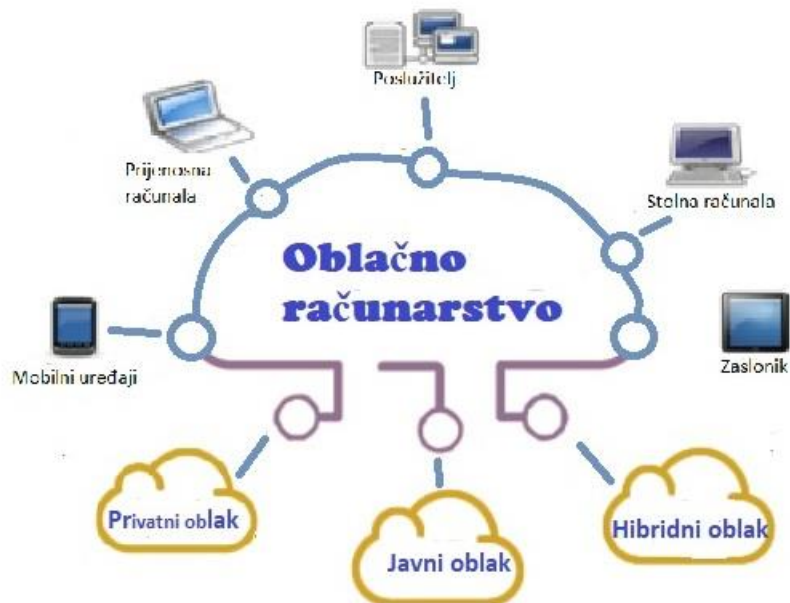 Poslužitelj
Prijenosna
računala
Stolna računala
Oblačno
računarstvo
Mobilni uređaji
Zaslonik
Privatni oblak
Javni oblak
Hibridni oblak